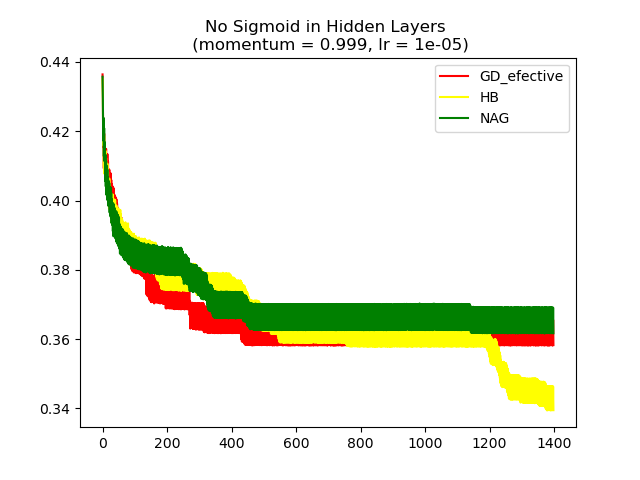 No Sigmoid in Hidden Layers
(momentum = 0.999, lr = 1e-05)
0.44
0.42
0.40
0.38
0.36
0.34
GD_efective
HB
NAG
0 200 400 600 800 1000 1200 1400